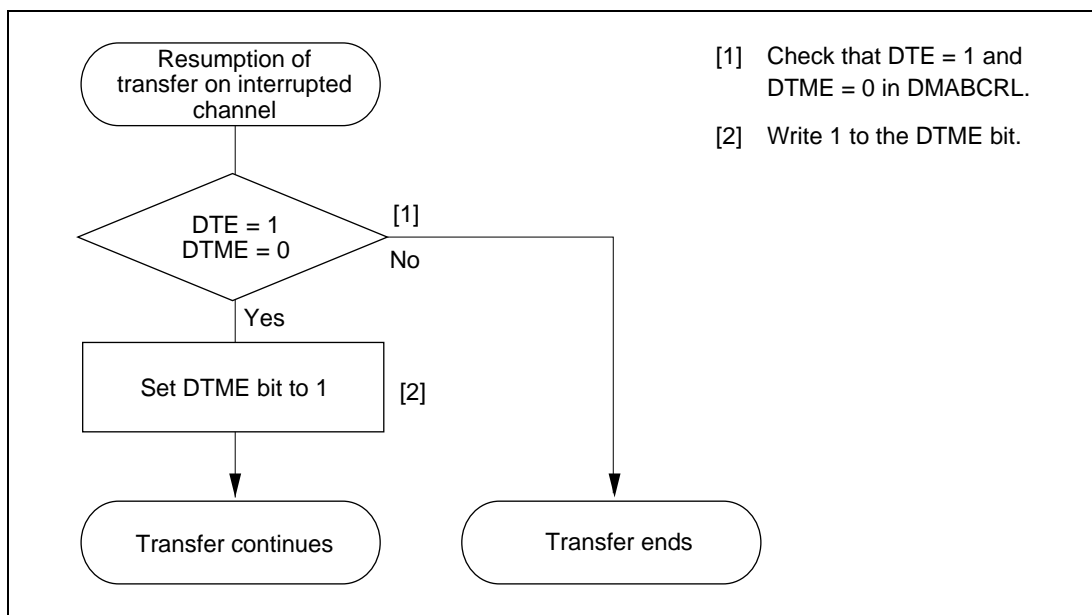 Resumption of
transfer on interrupted
channel
[1] Check that DTE = 1 and
DTME = 0 in DMABCRL.
[2] Write 1 to the DTME bit.
DTE = 1
DTME = 0
[1]
No
Yes
Set DTME bit to 1
[2]
Transfer continues
Transfer ends